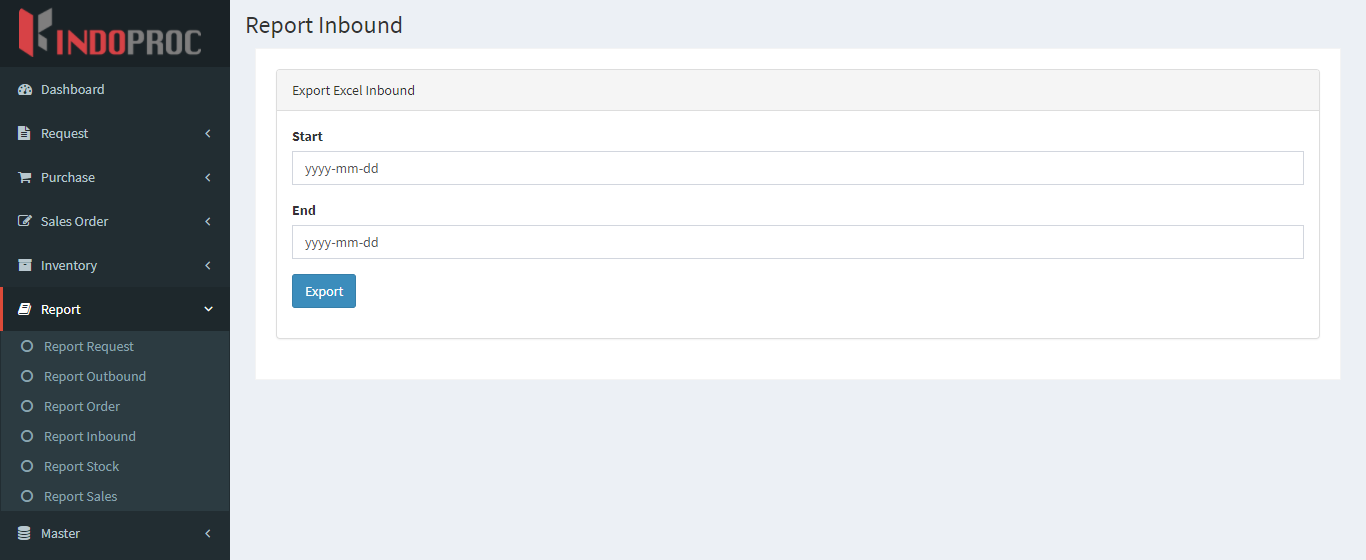 INDOPROC
Dashboard
Request
Purchase
Sales Order
Inventory
Report
Report Request
Report Outbound
Report Order
Report Inbound
Report Stock
Report Sales
Master
Report Inbound
Export Excel Inbound
Start
yyyy-mm-dd
End
yyyy-mm-dd
Export